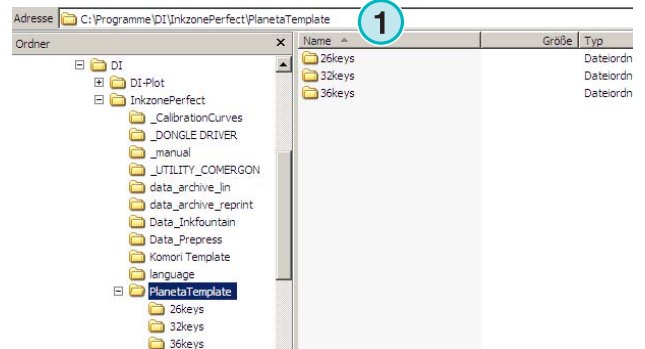 Adresse C:\Programme\DI\InkzonePerfect\PlanetaTemplate
1
Ordner
Name Größe Typ
26keys Dateiordn
32keys Dateiordn
36keys Dateiordn
DI
DI-Plot
InkzonePerfect
_CalibrationCurves
_DONGLE DRIVER
_manual
_UTILITY_COMERGON
data_archive_lin
data_archive_reprint
Data_Inkfountain
Data_Prepress
Komori Template
language
PlanetaTemplate
26keys
32keys
36keys